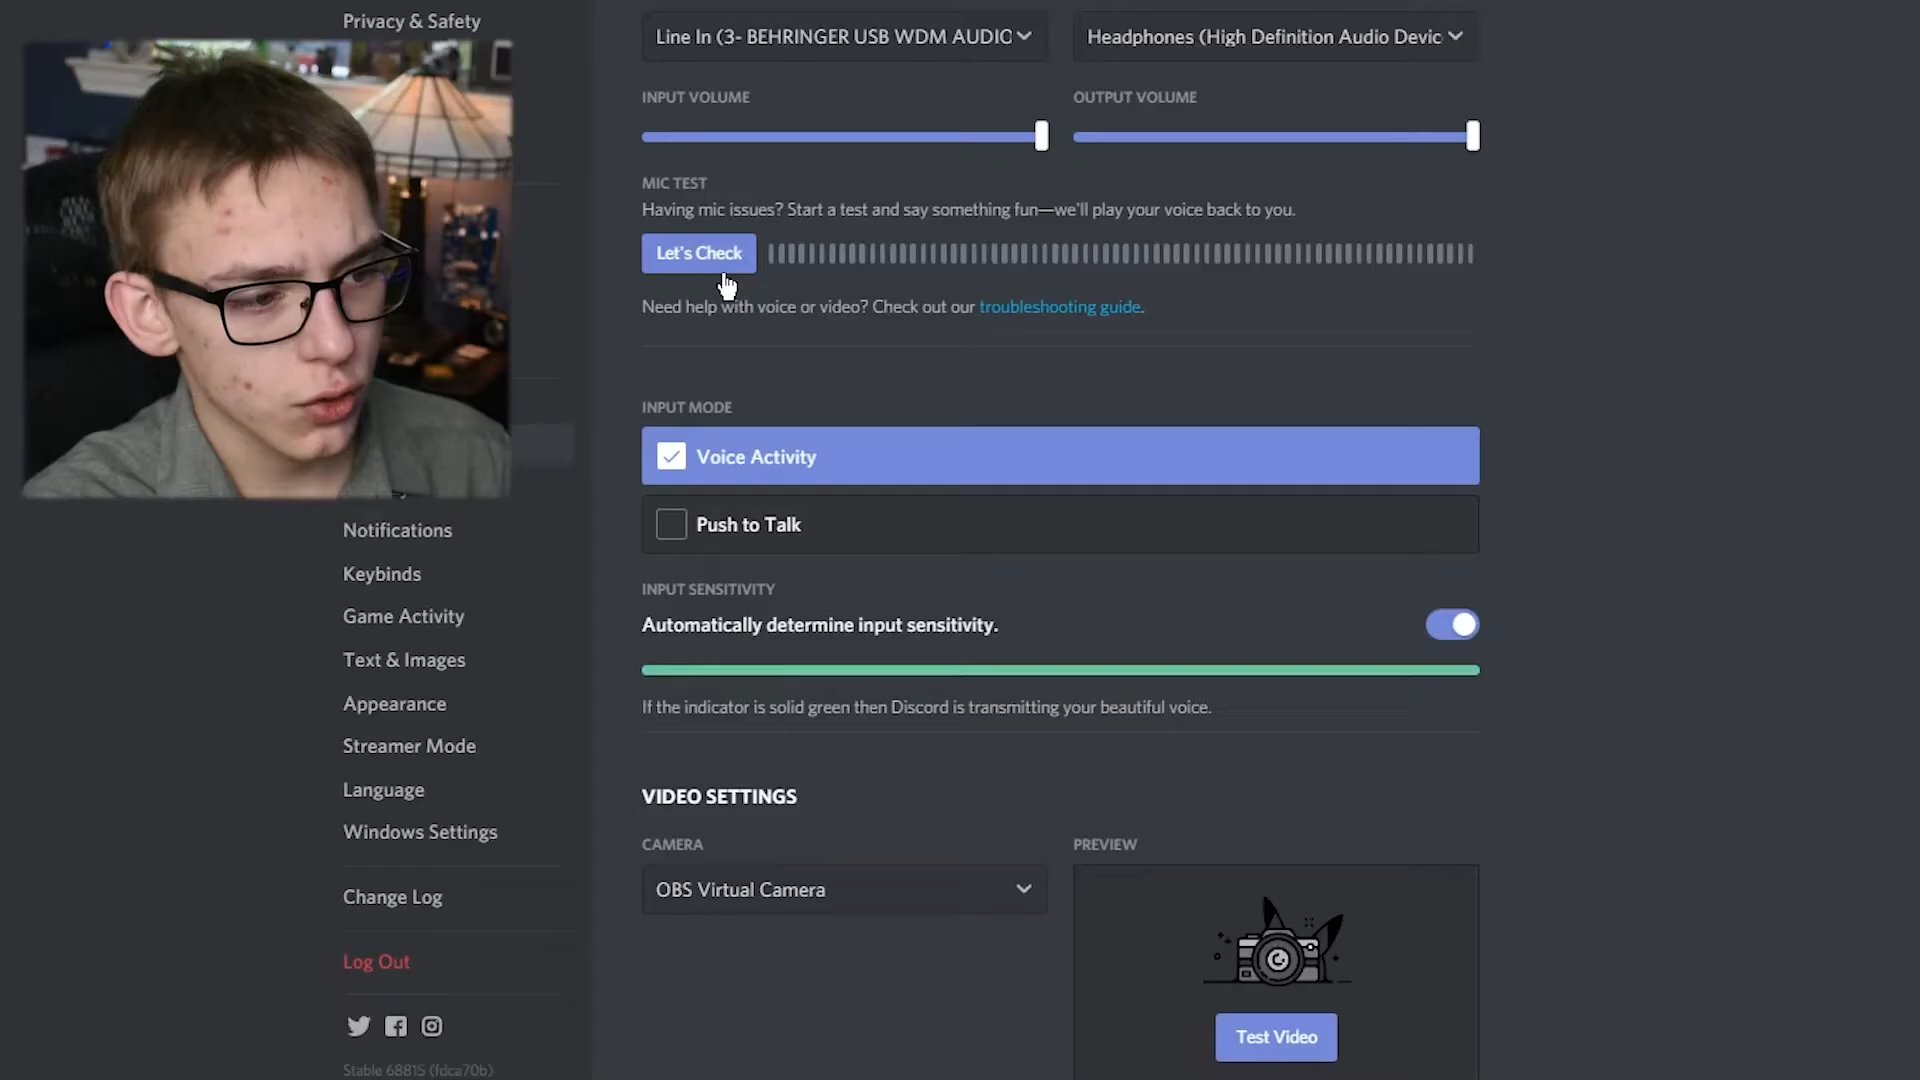 Privacy & Safety
Line In (3- BEHRINGER USB WDM AUDIO
Headphones (High Definition Audio Devic
INPUT VOLUME
OUTPUT VOLUME
MIC TEST
Having mic issues? Start a test and say something fun—we'll play your voice back to you.
Let's Check
Need help with voice or video? Check out our troubleshooting guide.
INPUT MODE
Voice Activity
Push to Talk
Notifications
Keybinds
INPUT SENSITIVITY
Game Activity
Automatically determine input sensitivity.
Text & Images
Appearance
If the indicator is solid green then Discord is transmitting your beautiful voice.
Streamer Mode
Language
VIDEO SETTINGS
Windows Settings
CAMERA
PREVIEW
OBS Virtual Camera
Change Log
Log Out
Test Video
Stable 68815 (fdca70b)